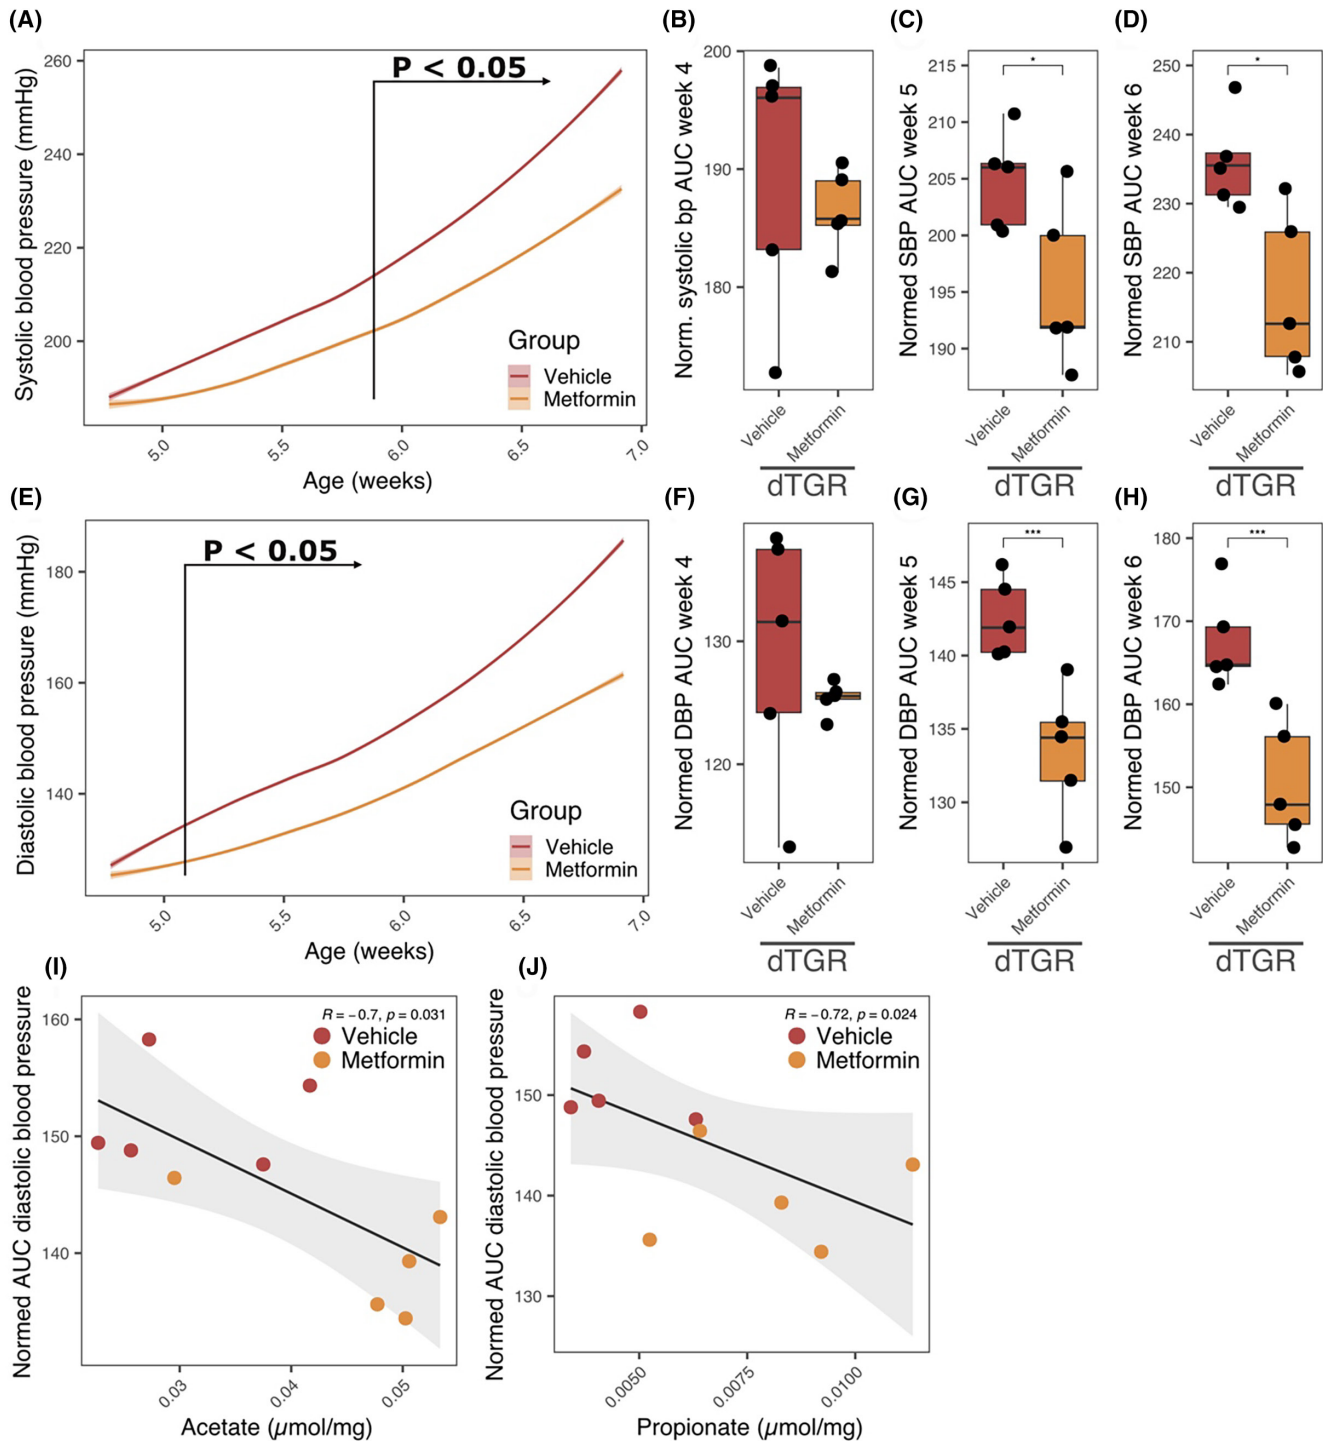 (A)
Systolic blood pressure (mmHg)
260
240
220
200
P < 0.05
Group
Vehicle
Metformin
5.0
5.5
6.0
6.5
7.0
Age (weeks)
(B)
Norm. systolic bp AUC week 4
200
190
180
Vehicle
Metformin
dTGR
(C)
Normed SBP AUC week 5
215
210
205
200
195
190
*
Vehicle
Metformin
dTGR
(D)
Normed SBP AUC week 6
250
240
230
220
210
*
Vehicle
Metformin
dTGR
(E)
Diastolic blood pressure (mmHg)
180
160
140
P < 0.05
Group
Vehicle
Metformin
5.0
5.5
6.0
6.5
7.0
Age (weeks)
(F)
Normed DBP AUC week 4
130
120
Vehicle
Metformin
dTGR
(G)
Normed DBP AUC week 5
145
140
135
130
***
Vehicle
Metformin
dTGR
(H)
Normed DBP AUC week 6
180
170
160
150
***
Vehicle
Metformin
dTGR
(I)
Normed AUC diastolic blood pressure
160
150
140
R = −0.7, p = 0.031
Vehicle
Metformin
0.03
0.04
0.05
Acetate (µmol/mg)
(J)
Normed AUC diastolic blood pressure
150
140
130
R = −0.72, p = 0.024
Vehicle
Metformin
0.0050
0.0075
0.0100
Propionate (µmol/mg)